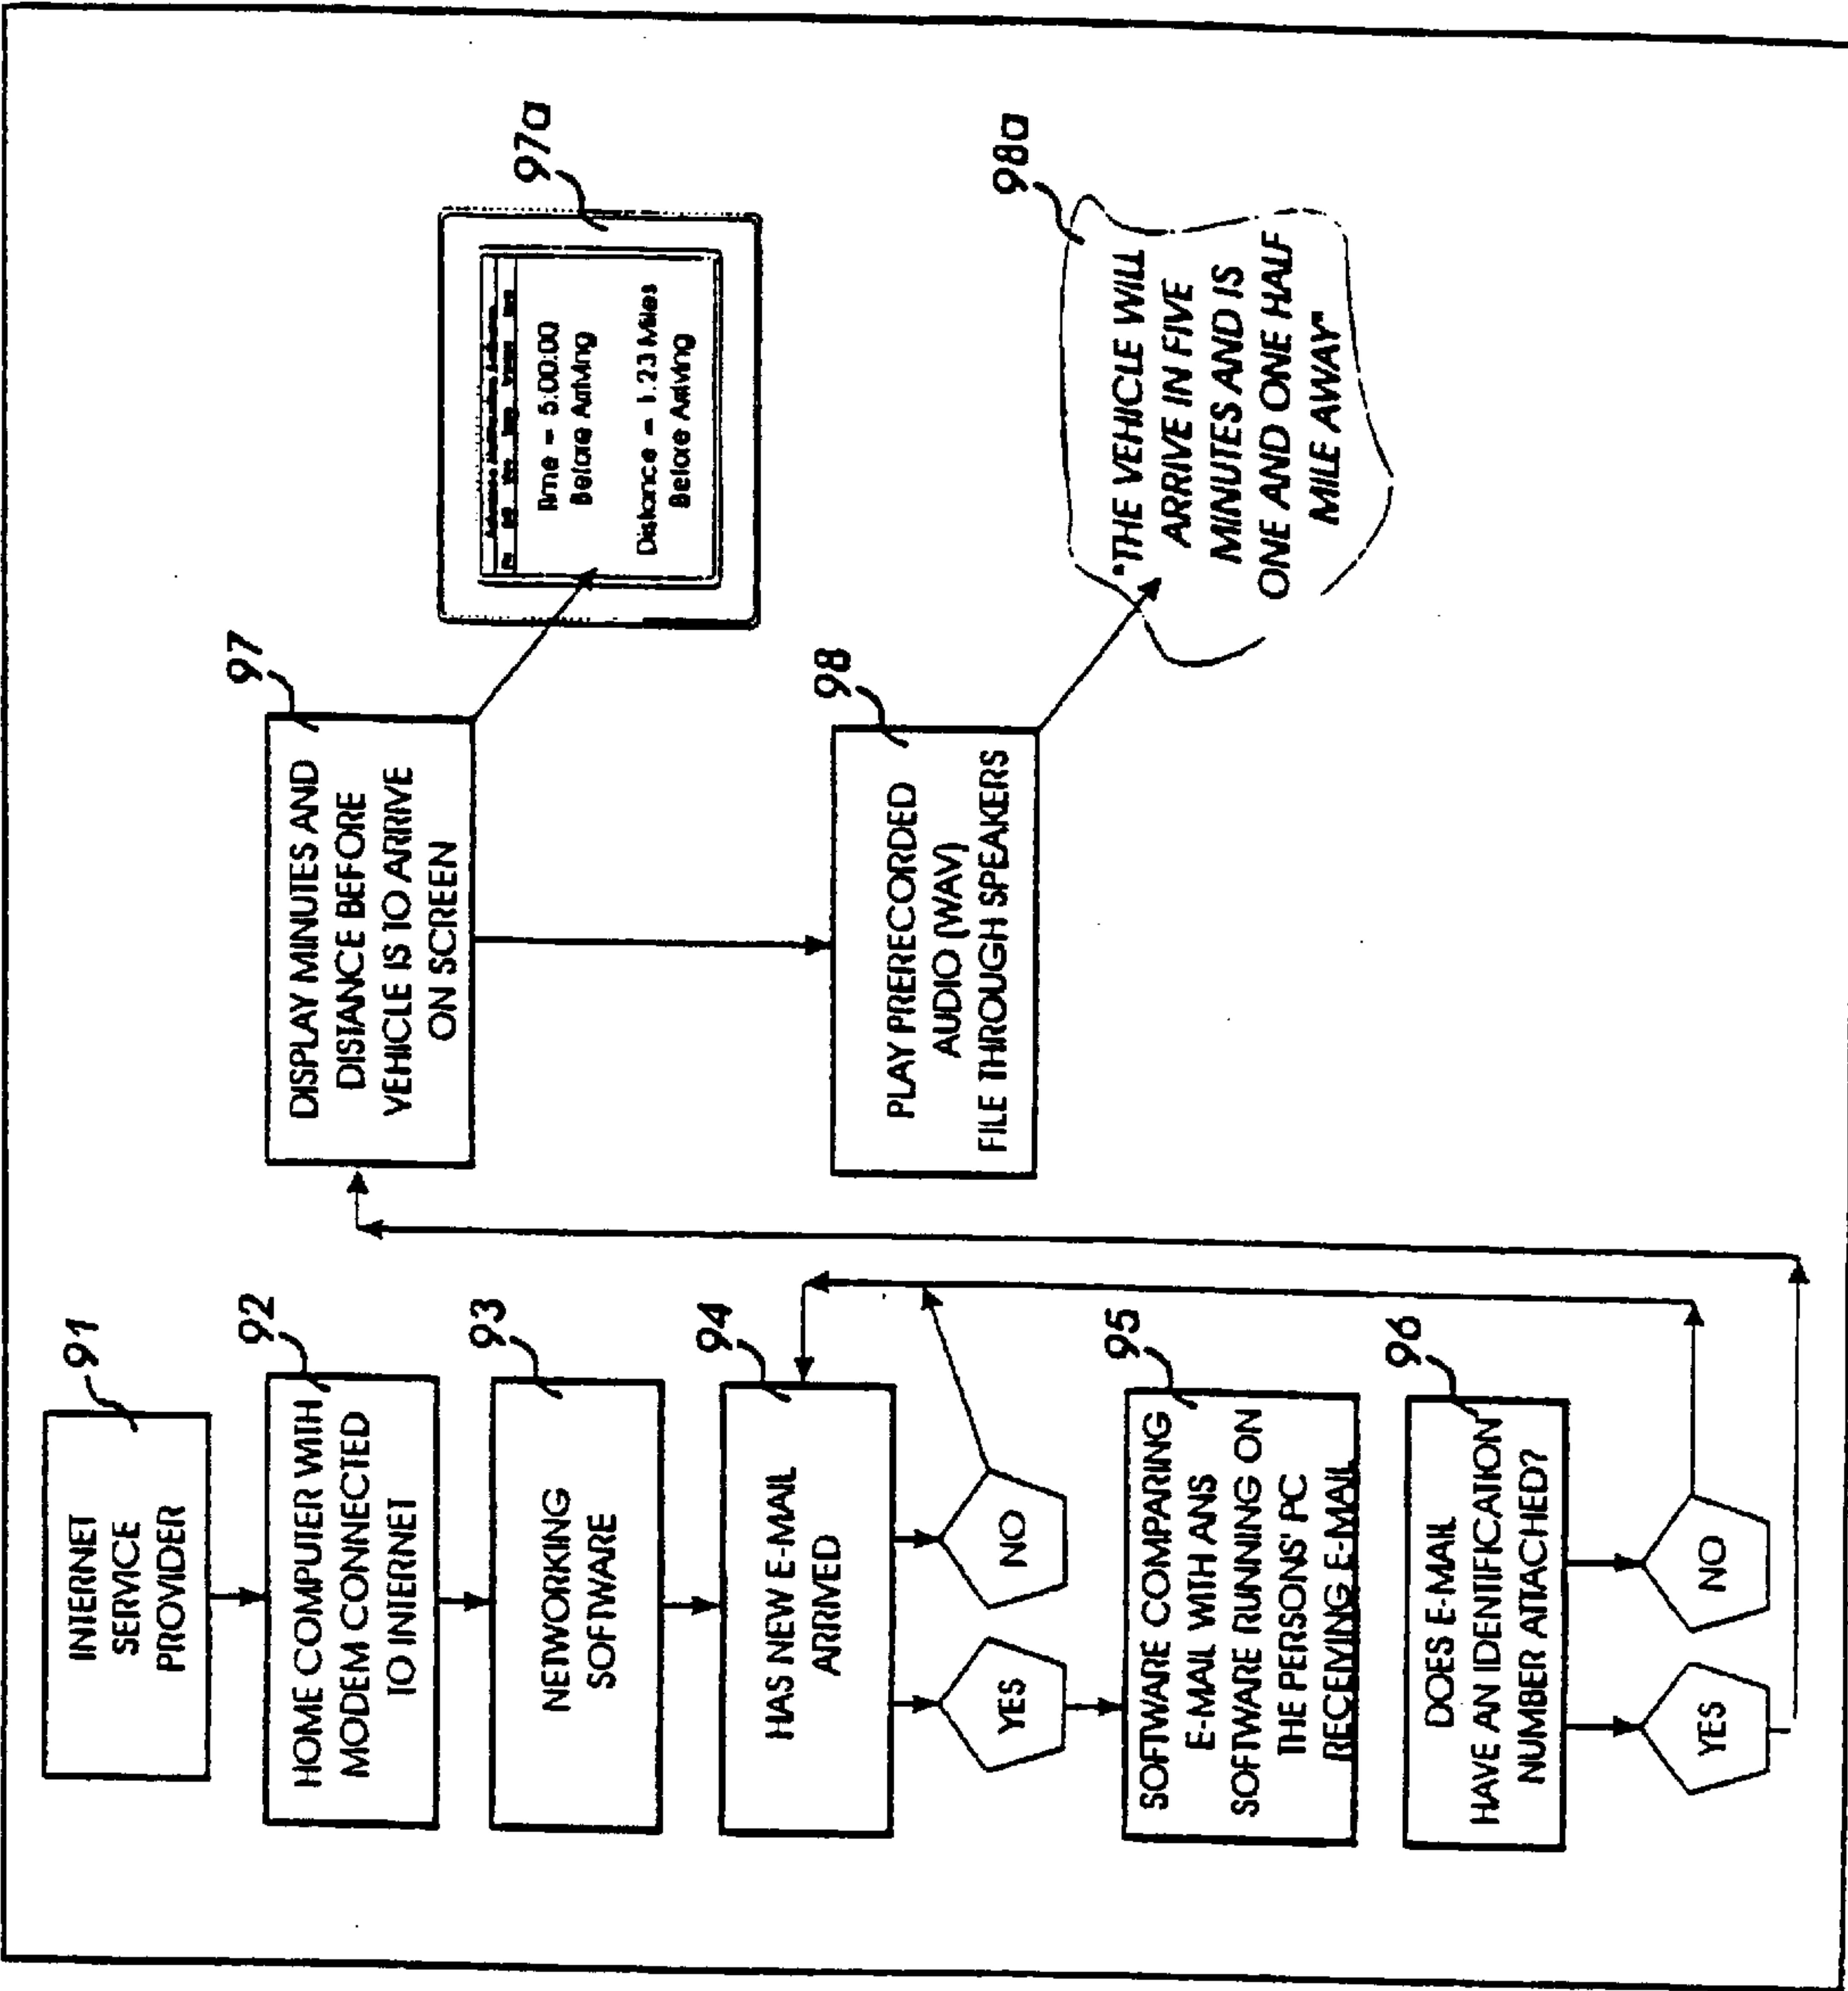 91
INTERNET
SERVICE
PROVIDER
92
HOME COMPUTER WITH
MODEM CONNECTED
TO INTERNET
93
NETWORKING
SOFTWARE
94
HAS NEW E-MAIL
ARRIVED
YES
NO
95
SOFTWARE COMPARING
E-MAIL WITH ANS
SOFTWARE RUNNING ON
THE PERSONS' PC
RECEIVING E-MAIL
96
DOES E-MAIL
HAVE AN IDENTIFICATION
NUMBER ATTACHED?
YES
NO
97
DISPLAY MINUTES AND
DISTANCE BEFORE
VEHICLE IS TO ARRIVE
ON SCREEN
97a
Time = 5:00:00
Before Arriving
Distance = 1.23 Miles
Before Arriving
98
PLAY PRERECORDED
AUDIO (WAV)
FILE THROUGH SPEAKERS
98a
"THE VEHICLE WILL
ARRIVE IN FIVE
MINUTES AND IS
ONE AND ONE HALF
MILE AWAY"